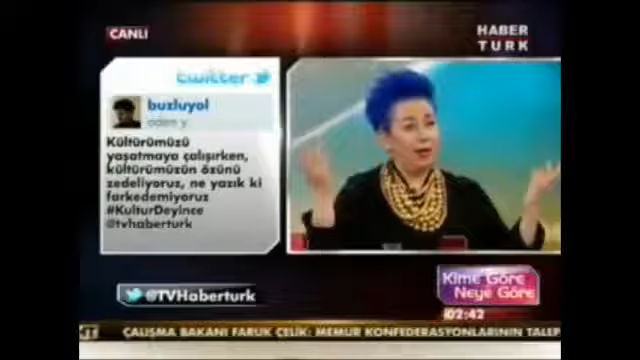 CANLI
HABER
TURK
twitter
buzluyol
adem y
Kültürümüzü
yaşatmaya çalışırken,
kültürümüzün özünü
zedeliyoruz, ne yazık ki
farkedemiyoruz
#KulturDeyince
@tvhaberturk
@TVHaberturk
Kime Göre
Neye Göre
02:42
ÇALIŞMA BAKANI FARUK ÇELİK: MEMUR KONFEDERASYONLARININ TALEP